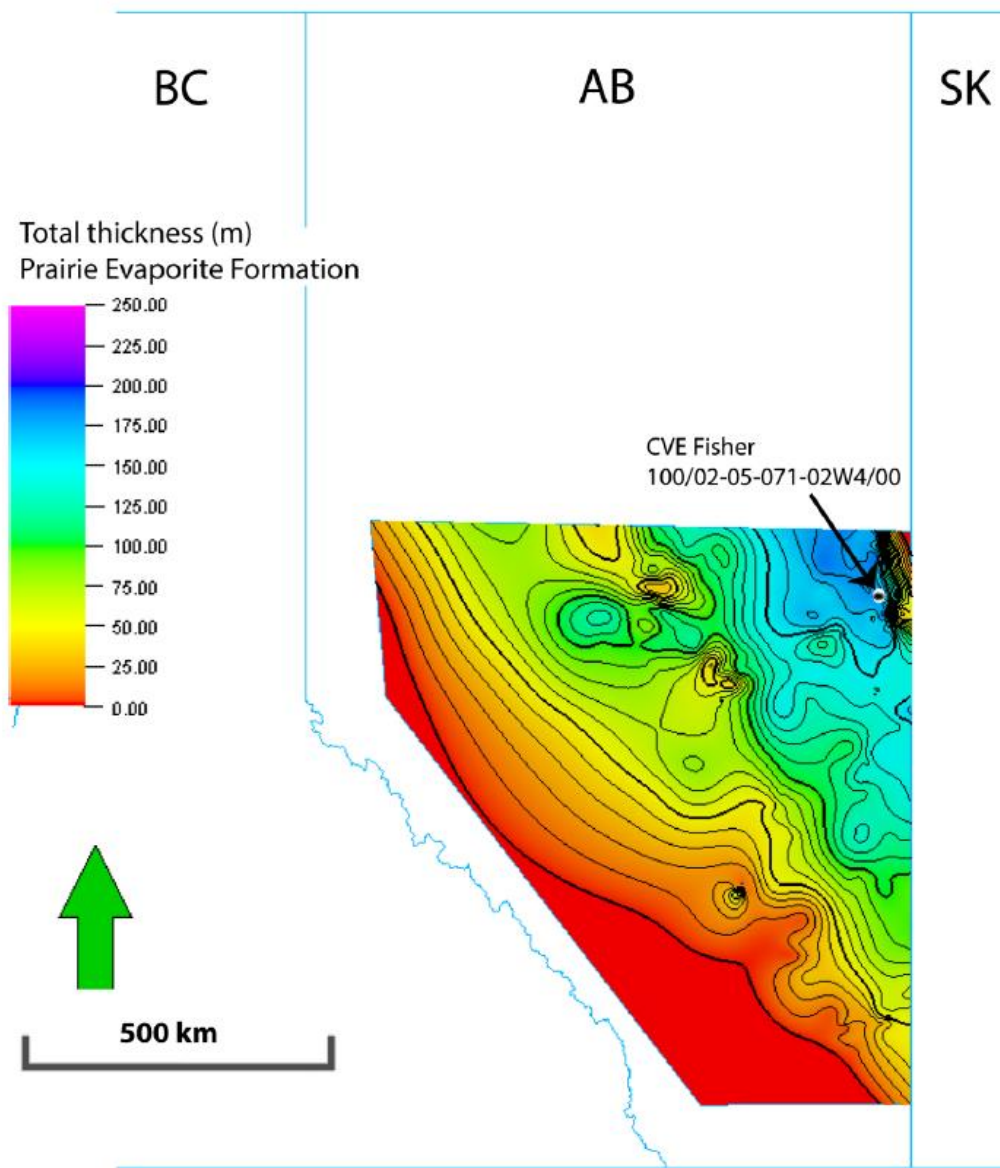 BC
AB
SK
Total thickness (m)
Prairie Evaporite Formation
250.00
225.00
200.00
175.00
150.00
125.00
100.00
75.00
50.00
25.00
0.00
CVE Fisher
100/02-05-071-02W4/00
500 km